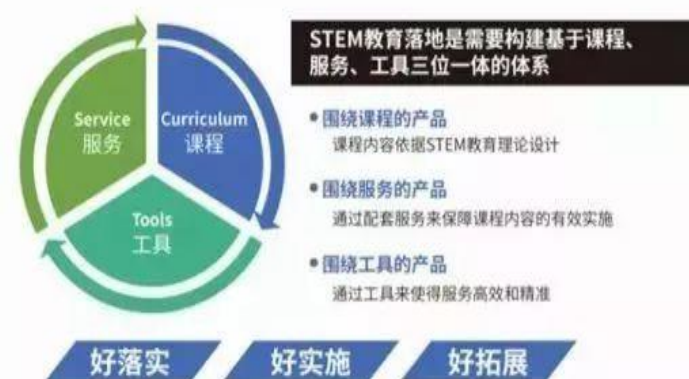 STEM教育落地是需要构建基于课程、
服务、工具三位一体的体系
Service
服务
Curriculum
课程
Tools
工具
•围绕课程的产品
课程内容依据STEM教育理论设计
•围绕服务的产品
通过配套服务来保障课程内容的有效实施
•围绕工具的产品
通过工具来使得服务高效和精准
好落实
好实施
好拓展